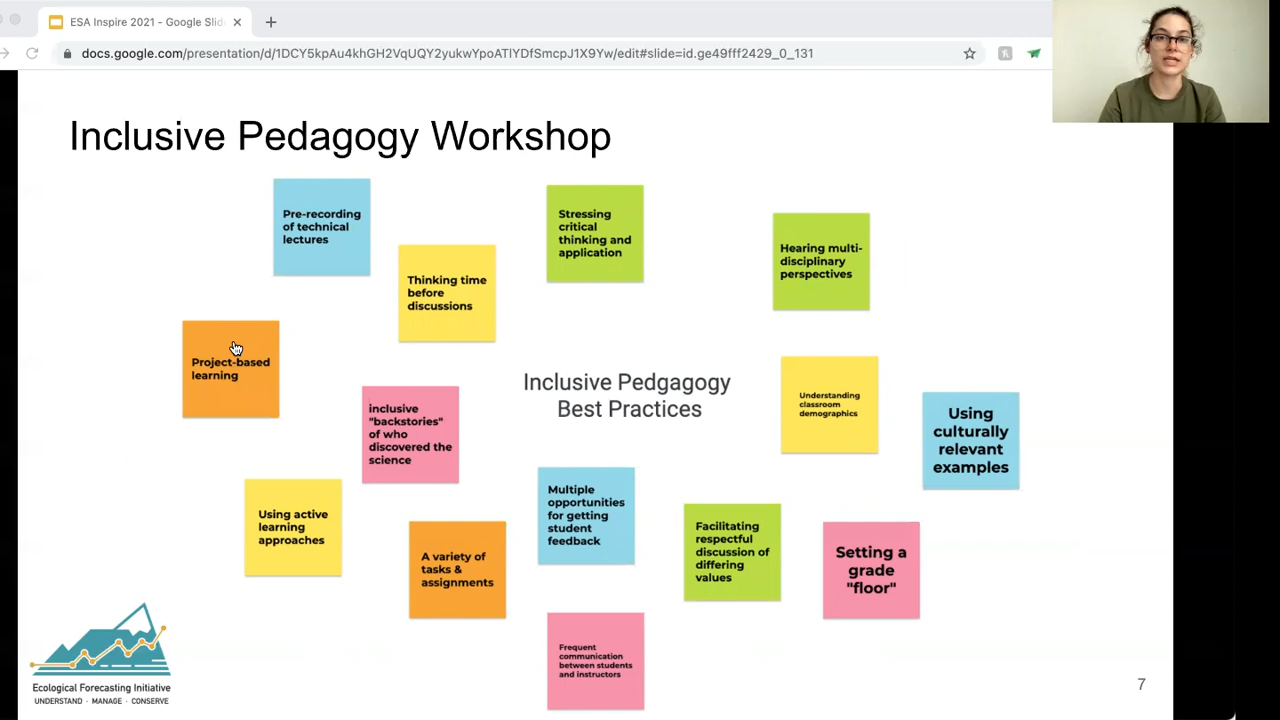 ESA Inspire 2021 - Google Slid
docs.google.com/presentation/d/1DCY5kpAu4khGH2VqUQY2yukwYnoATlYDfSmcpJ1X9Yw/edit#slide=id.ge49fff2429_0_131
Inclusive Pedagogy Workshop
Pre-recording
of technical
lectures
Stressing
critical
thinking and
application
Hearing multi-
disciplinary
perspectives
Thinking time
before
discussions
Project-based
learning
Inclusive Pedgagogy
Best Practices
inclusive
"backstories"
of who
discovered the
science
Understanding
classroom
demographics
Using
culturally
relevant
examples
Using active
learning
approaches
A variety of
tasks &
assignments
Multiple
opportunities
for getting
student
feedback
Facilitating
respectful
discussion of
differing
values
Setting a
grade
"floor"
Frequent
communication
between students
and instructors
Ecological Forecasting Initiative
UNDERSTAND · MANAGE · CONSERVE
7